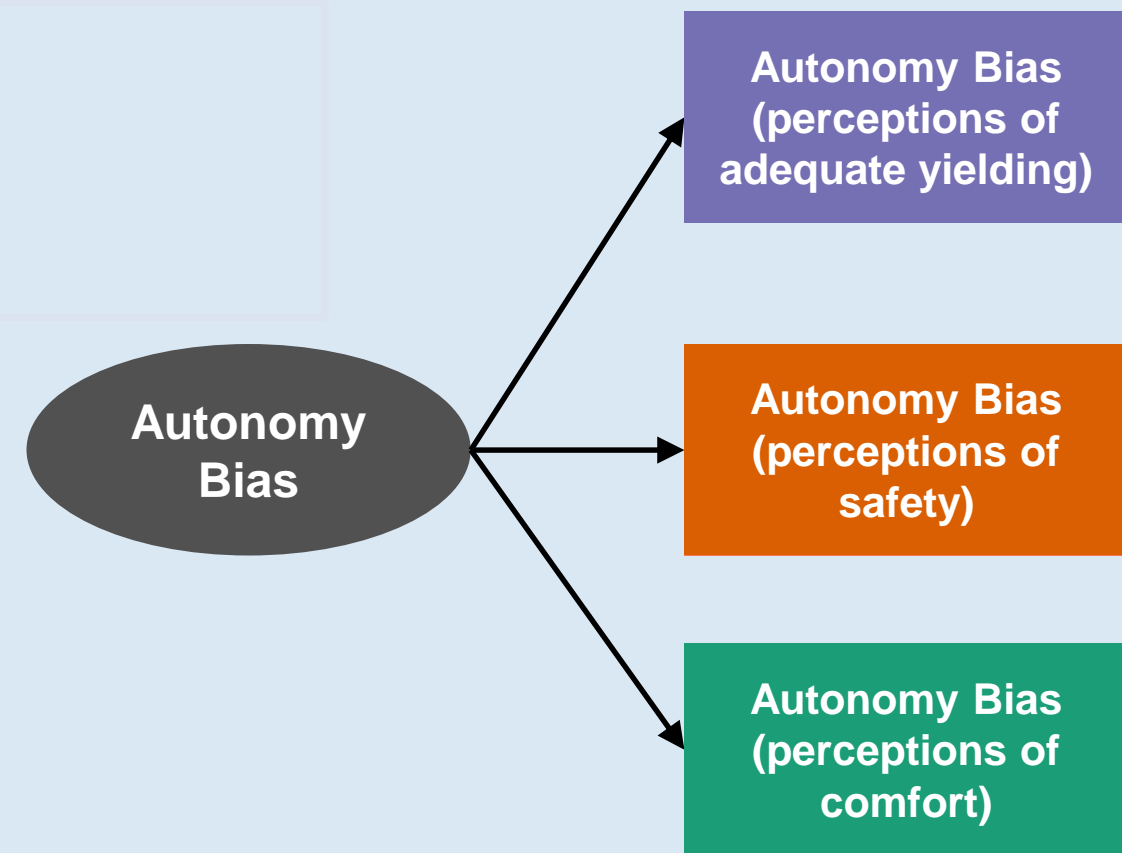 Autonomy Bias
(perceptions of
adequate yielding)
Autonomy
Bias
Autonomy Bias
(perceptions of
safety)
Autonomy Bias
(perceptions of
comfort)